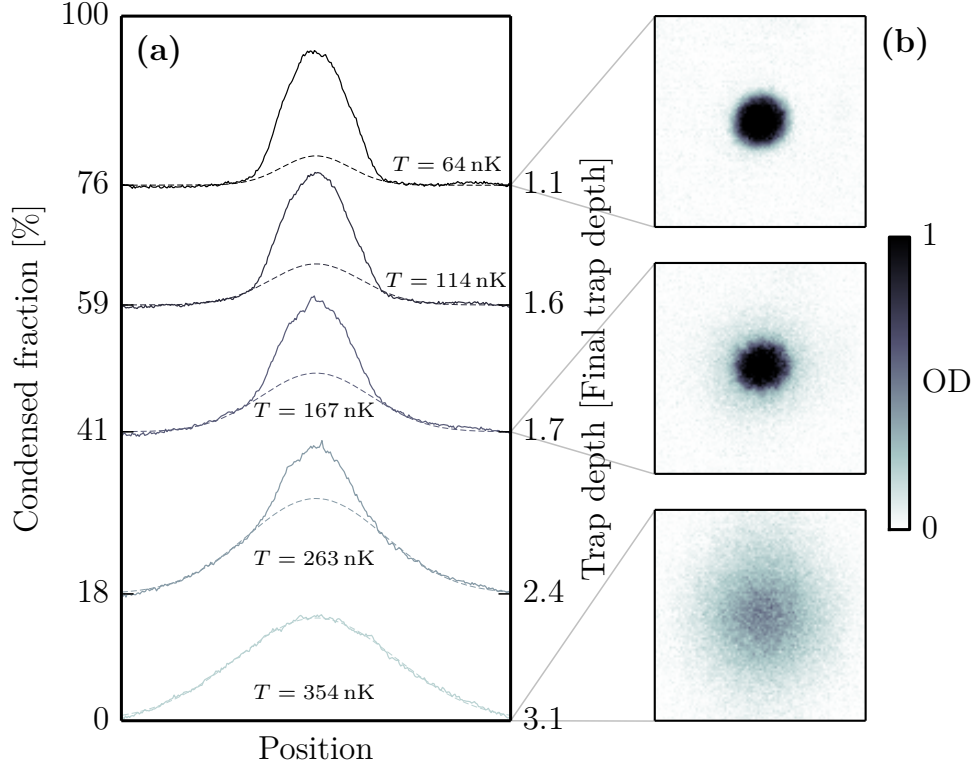 (a)
(b)
Condensed fraction [%]
100
76
59
41
18
0
T = 64 nK
T = 114 nK
T = 167 nK
T = 263 nK
T = 354 nK
Position
1.1
1.6
1.7
2.4
3.1
Trap depth [Final trap depth]
1
OD
0